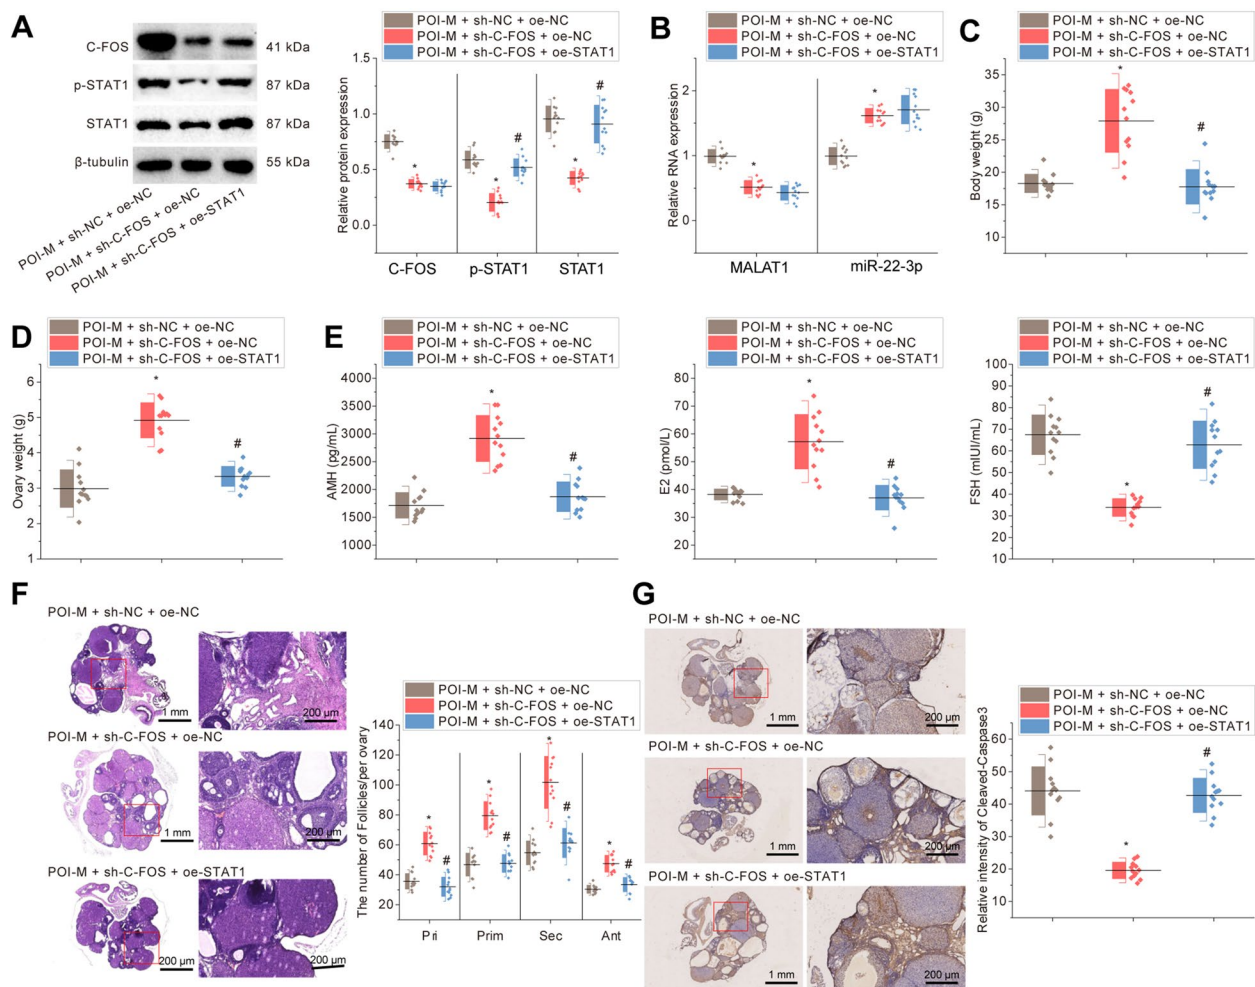 A
C-FOS
41 kDa
p-STAT1
87 kDa
STAT1
87 kDa
β-tubulin
55 kDa
POI-M + sh-NC + oe-NC
POI-M + sh-C-FOS + oe-NC
POI-M + sh-C-FOS + oe-STAT1
POI-M + sh-NC + oe-NC
POI-M + sh-C-FOS + oe-NC
POI-M + sh-C-FOS + oe-STAT1
Relative protein expression
1.5
1.0
0.5
0.0
*
*
#
*
#
C-FOS
p-STAT1
STAT1
B
POI-M + sh-NC + oe-NC
POI-M + sh-C-FOS + oe-NC
POI-M + sh-C-FOS + oe-STAT1
Relative RNA expression
2
1
0
*
*
MALAT1
miR-22-3p
C
POI-M + sh-NC + oe-NC
POI-M + sh-C-FOS + oe-NC
POI-M + sh-C-FOS + oe-STAT1
Body weight (g)
35
30
25
20
15
10
*
#
D
POI-M + sh-NC + oe-NC
POI-M + sh-C-FOS + oe-NC
POI-M + sh-C-FOS + oe-STAT1
Ovary weight (g)
6
5
4
3
2
1
*
#
E
POI-M + sh-NC + oe-NC
POI-M + sh-C-FOS + oe-NC
POI-M + sh-C-FOS + oe-STAT1
AMH (pg/mL)
4000
3500
3000
2500
2000
1500
1000
*
#
POI-M + sh-NC + oe-NC
POI-M + sh-C-FOS + oe-NC
POI-M + sh-C-FOS + oe-STAT1
E2 (pmol/L)
80
70
60
50
40
30
20
*
#
POI-M + sh-NC + oe-NC
POI-M + sh-C-FOS + oe-NC
POI-M + sh-C-FOS + oe-STAT1
FSH (mIUI/mL)
100
90
80
70
60
50
40
30
20
10
*
#
F
POI-M + sh-NC + oe-NC
1 mm
200 µm
POI-M + sh-C-FOS + oe-NC
1 mm
200 µm
POI-M + sh-C-FOS + oe-STAT1
1 mm
200 µm
POI-M + sh-NC + oe-NC
POI-M + sh-C-FOS + oe-NC
POI-M + sh-C-FOS + oe-STAT1
The number of Follicles/per ovary
140
120
100
80
60
40
20
*
#
*
#
*
#
*
#
Pri
Prim
Sec
Ant
G
POI-M + sh-NC + oe-NC
1 mm
200 µm
POI-M + sh-C-FOS + oe-NC
1 mm
200 µm
POI-M + sh-C-FOS + oe-STAT1
1 mm
200 µm
POI-M + sh-NC + oe-NC
POI-M + sh-C-FOS + oe-NC
POI-M + sh-C-FOS + oe-STAT1
Relative intensity of Cleaved-Caspase3
60
50
40
30
20
10
*
#